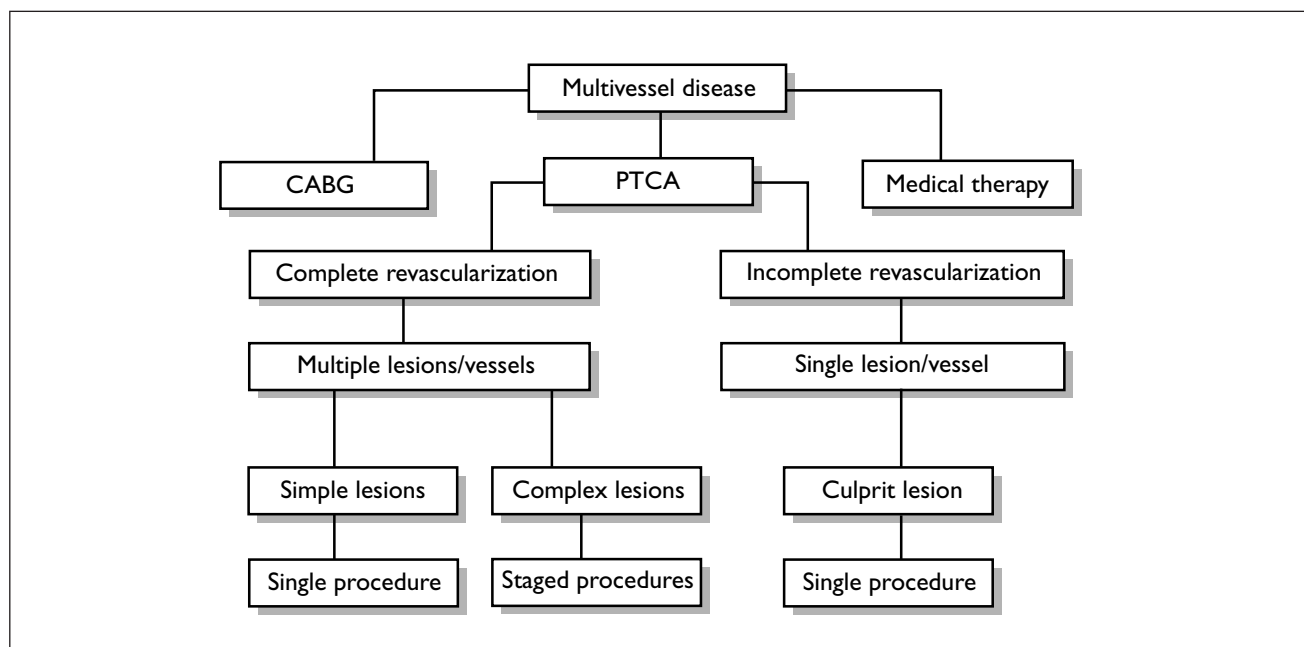 Multivessel disease
CABG
PTCA
Medical therapy
Complete revascularization
Incomplete revascularization
Multiple lesions/vessels
Single lesion/vessel
Simple lesions
Complex lesions
Culprit lesion
Single procedure
Staged procedures
Single procedure